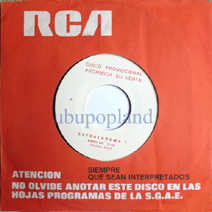 RCA
DISCO PROMOCIONAL
PROHIBIDA SU VENTA
EXTRATAGEMA
ubupopland
SIEMPRE
QUE SEAN INTERPRETADOS
ATENCION
NO OLVIDE ANOTAR ESTE DISCO EN LAS
HOJAS PROGRAMAS DE LA S.G.A.E.